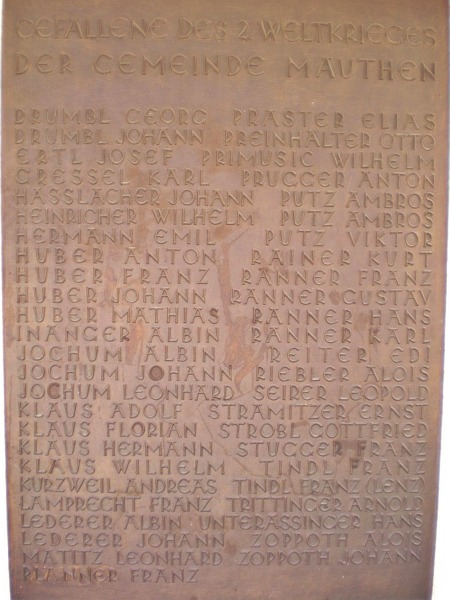 GEFALLENE DES 2. WELTKRIEGES
DER GEMEINDE MAUTHEN
DRUMBL GEORG PRASTER ELIAS
DRUMBL JOHANN PREINHALTER OTTO
ERTL JOSEF PRIMUSIC WILHELM
GRESSEL KARL PRUGGER ANTON
HASSLACHER JOHANN PUTZ AMBROS
HEINRICHER WILHELM PUTZ AMBROS
HERMANN EMIL PUTZ VIKTOR
HUBER ANTON RAINER KURT
HUBER FRANZ RANNER FRANZ
HUBER JOHANN RANNER GUSTAV
HUBER MATHIAS RANNER HANS
INANGER ALBIN RANNER KARL
JOCHUM ALBIN REITER EDI
JOCHUM JOHANN RIEBLER ALOIS
JOCHUM LEONHARD SEIRER LEOPOLD
KLAUS ADOLF STRAMITZER ERNST
KLAUS FLORIAN STROBL GOTTFRIED
KLAUS HERMANN STUGGER FRANZ
KLAUS WILHELM TINDL FRANZ
KURZWEIL ANDREAS TINDL FRANZ (LENZ)
LAMPRECHT FRANZ TRITTINGER ARNOLD
LEDERER ALBIN UNTERASSINGER HANS
LEDERER JOHANN ZOPPOTH ALOIS
MATITZ LEONHARD ZOPPOTH JOHANN
PLANNER FRANZ